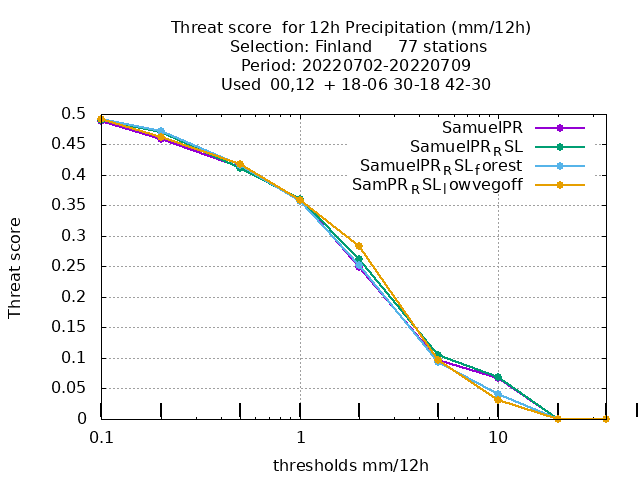 Threat score  for 12h Precipitation (mm/12h)
Selection: Finland     77 stations
Period: 20220702-20220709
Used  00,12  + 18-06 30-18 42-30
SamuelPR
SamuelPR_RSL
SamuelPR_RSL_forest
SamPR_RSL_lowvegoff
Threat score
0.5
0.45
0.4
0.35
0.3
0.25
0.2
0.15
0.1
0.05
0
0.1 1 10
thresholds mm/12h